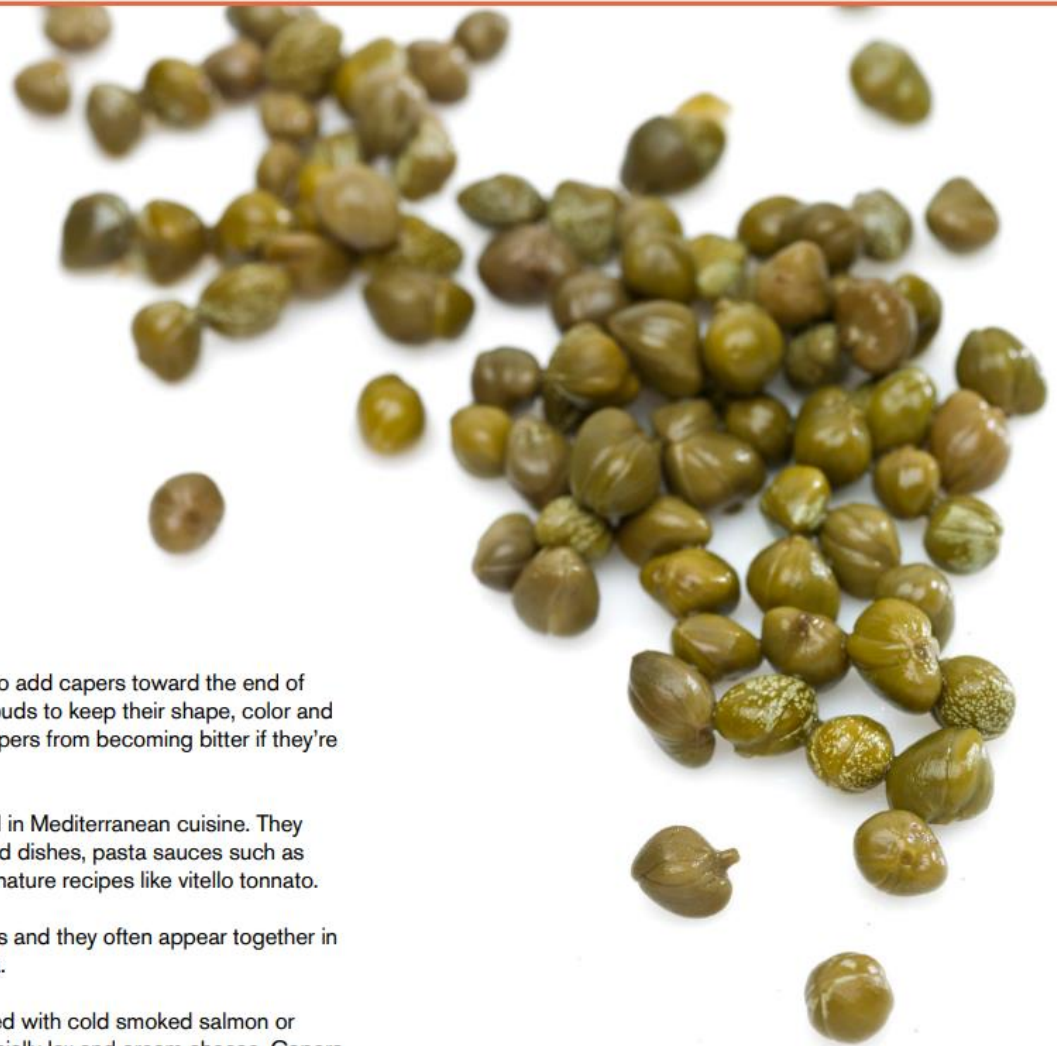 o add capers toward the end of
uds to keep their shape, color and
pers from becoming bitter if they're
l in Mediterranean cuisine. They
d dishes, pasta sauces such as
nature recipes like vitello tonnato.
s and they often appear together in
.
ed with cold smoked salmon or